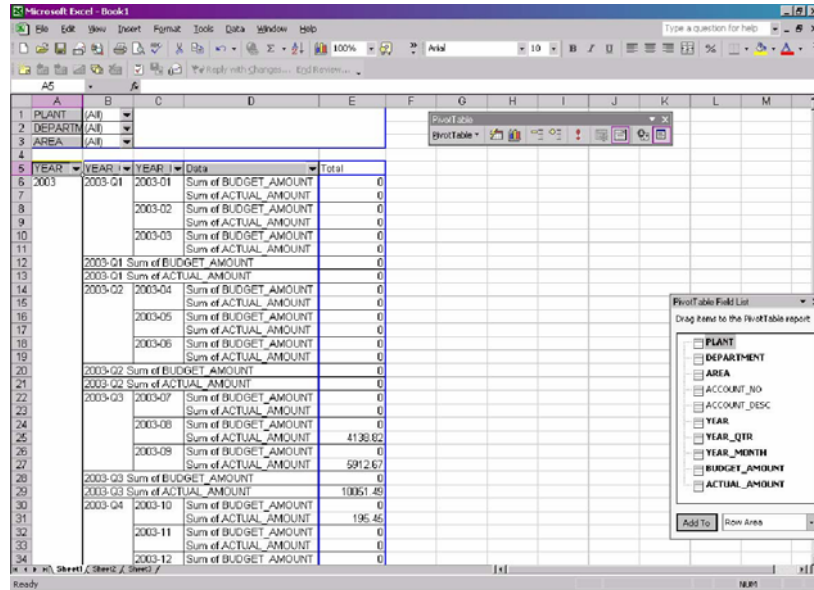 Microsoft Excel - Book1
File Edit View Insert Format Tools Data Window Help
Type a question for help
100% Arial 10 B I U
Reply with Changes... End Review...
A5 fx
A B C D E F G H I J K L M
1 PLANT (All)
2 DEPARTM (All)
3 AREA (All)
4
5 YEAR YEAR YEAR Data Total
6 2003 2003-Q1 2003-01 Sum of BUDGET_AMOUNT 0
7 Sum of ACTUAL_AMOUNT 0
8 2003-02 Sum of BUDGET_AMOUNT 0
9 Sum of ACTUAL_AMOUNT 0
10 2003-03 Sum of BUDGET_AMOUNT 0
11 Sum of ACTUAL_AMOUNT 0
12 2003-Q1 Sum of BUDGET_AMOUNT 0
13 2003-Q1 Sum of ACTUAL_AMOUNT 0
14 2003-Q2 2003-04 Sum of BUDGET_AMOUNT 0
15 Sum of ACTUAL_AMOUNT 0
16 2003-05 Sum of BUDGET_AMOUNT 0
17 Sum of ACTUAL_AMOUNT 0
18 2003-06 Sum of BUDGET_AMOUNT 0
19 Sum of ACTUAL_AMOUNT 0
20 2003-Q2 Sum of BUDGET_AMOUNT 0
21 2003-Q2 Sum of ACTUAL_AMOUNT 0
22 2003-Q3 2003-07 Sum of BUDGET_AMOUNT 0
23 Sum of ACTUAL_AMOUNT 0
24 2003-08 Sum of BUDGET_AMOUNT 0
25 Sum of ACTUAL_AMOUNT 4138.82
26 2003-09 Sum of BUDGET_AMOUNT 0
27 Sum of ACTUAL_AMOUNT 5912.67
28 2003-Q3 Sum of BUDGET_AMOUNT 0
29 2003-Q3 Sum of ACTUAL_AMOUNT 10051.49
30 2003-Q4 2003-10 Sum of BUDGET_AMOUNT 0
31 Sum of ACTUAL_AMOUNT 195.45
32 2003-11 Sum of BUDGET_AMOUNT 0
33 Sum of ACTUAL_AMOUNT 0
34 2003-12 Sum of BUDGET_AMOUNT 0
PivotTable
PivotTable
PivotTable Field List
Drag items to the PivotTable report
PLANT
DEPARTMENT
AREA
ACCOUNT_NO
ACCOUNT_DESC
YEAR
YEAR_QTR
YEAR_MONTH
BUDGET_AMOUNT
ACTUAL_AMOUNT
Add To Row Area
Sheet1 Sheet2 Sheet3
Ready NUM